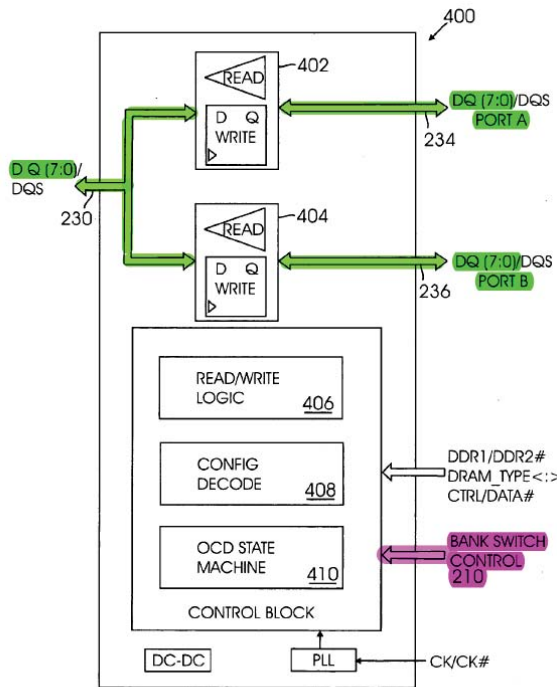 400
402
READ
D Q
WRITE
DQ (7:0)/DQS
PORT A
234
D Q (7:0)/
DQS
230
404
READ
D Q
WRITE
DQ (7:0)/DQS
PORT B
236
READ/WRITE
LOGIC 406
CONFIG
DECODE 408
OCD STATE
MACHINE 410
CONTROL BLOCK
DDR1/DDR2#
DRAM_TYPE<:>
CTRL/DATA#
BANK SWITCH
CONTROL
210
DC-DC
PLL
CK/CK#